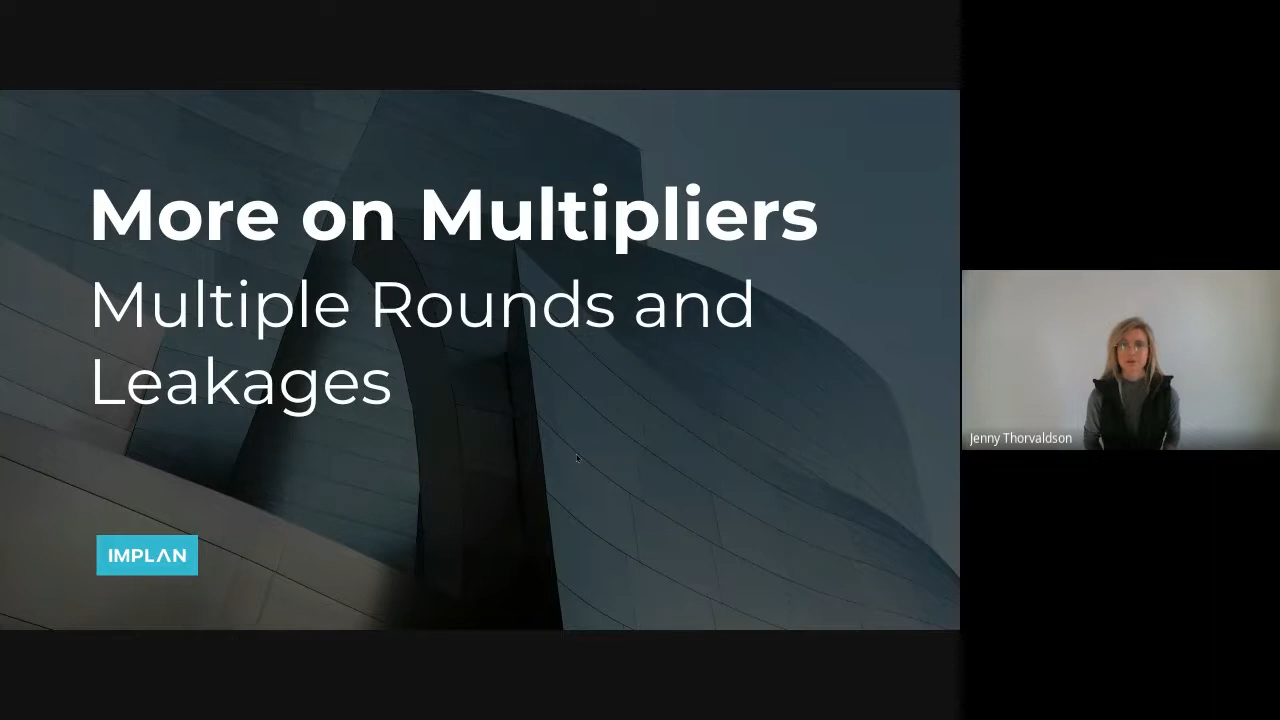 More on Multipliers
Multiple Rounds and
Leakages
IMPLAN
Jenny Thorvaldson